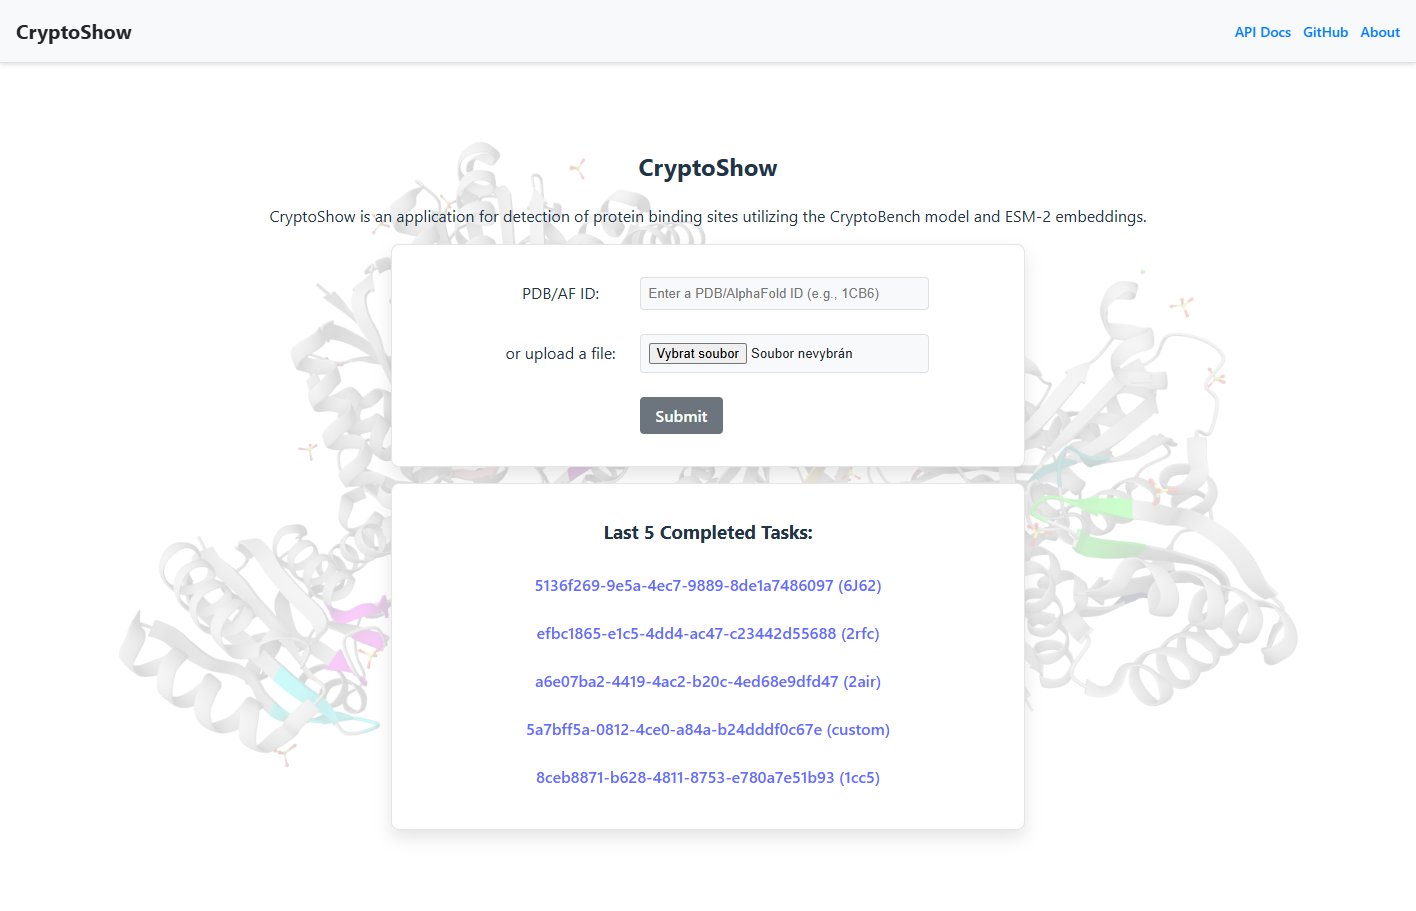 CryptoShow
API Docs GitHub About
CryptoShow
CryptoShow is an application for detection of protein binding sites utilizing the CryptoBench model and ESM-2 embeddings.
PDB/AF ID: Enter a PDB/AlphaFold ID (e.g., 1CB6)
or upload a file: Vybrat soubor Soubor nevybrán
Submit
Last 5 Completed Tasks:
5136f269-9e5a-4ec7-9889-8de1a7486097 (6J62)
efbc1865-e1c5-4dd4-ac47-c23442d55688 (2rfc)
a6e07ba2-4419-4ac2-b20c-4ed68e9dfd47 (2air)
5a7bff5a-0812-4ce0-a84a-b24dddf0c67e (custom)
8ceb8871-b628-4811-8753-e780a7e51b93 (1cc5)